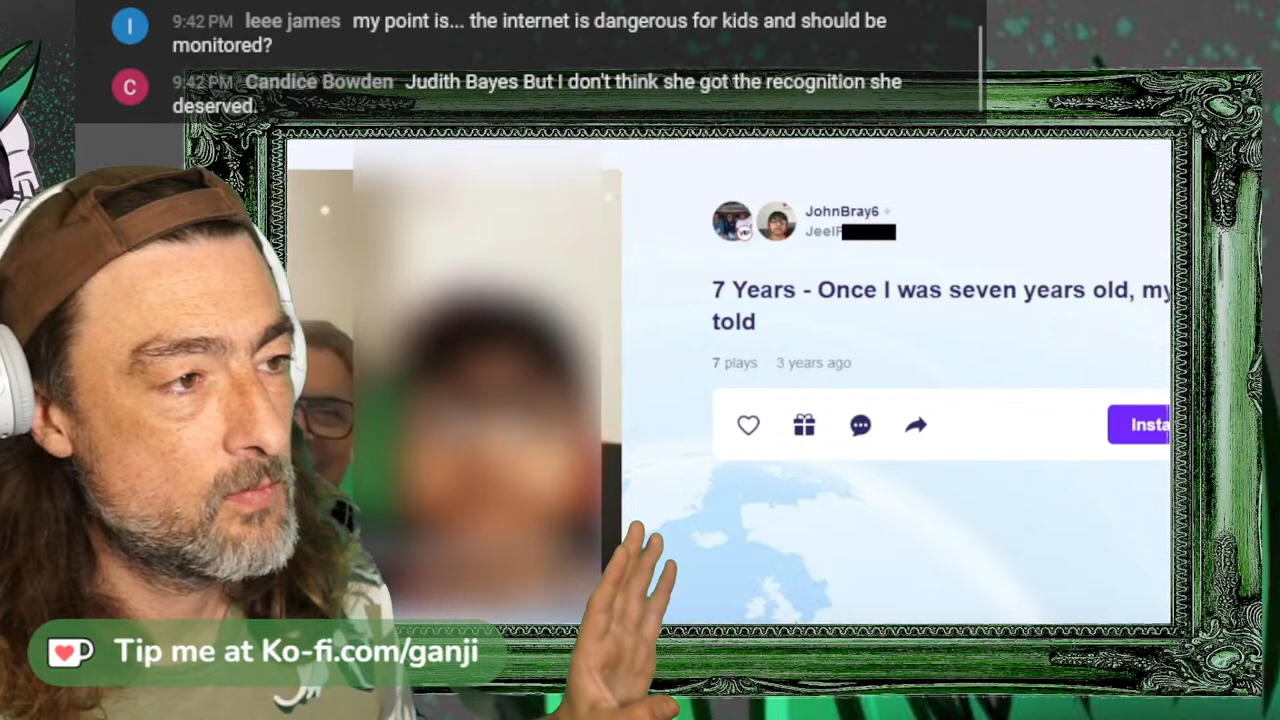 I
9:42 PM leee james my point is... the internet is dangerous for kids and should be
monitored?
C
9:42 PM Candice Bowden Judith Bayes But I don't think she got the recognition she
deserved.
JohnBray6 +
JeelF
7 Years - Once I was seven years old, my
told
7 plays · 3 years ago
Insta
Tip me at Ko-fi.com/ganji